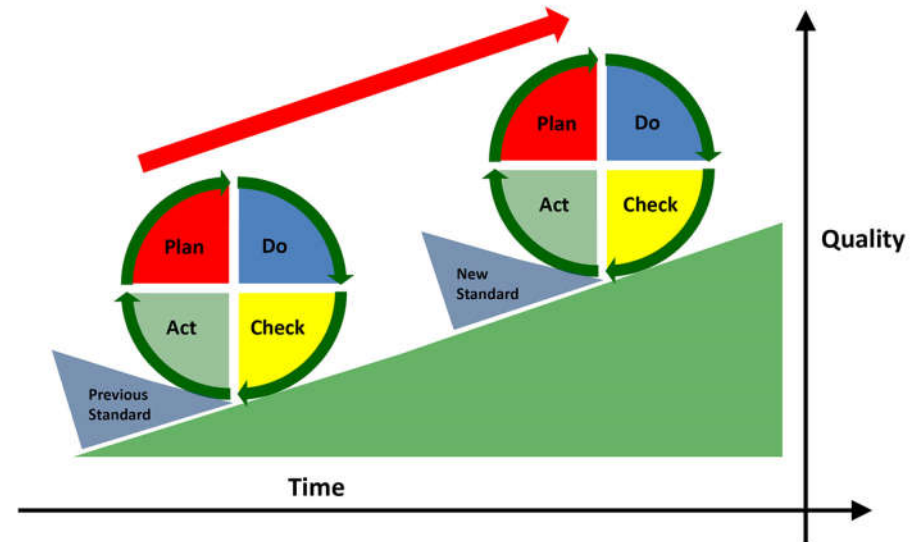 Plan
Do
Act
Check
New
Standard
Quality
Plan
Do
Act
Check
Previous
Standard
Time